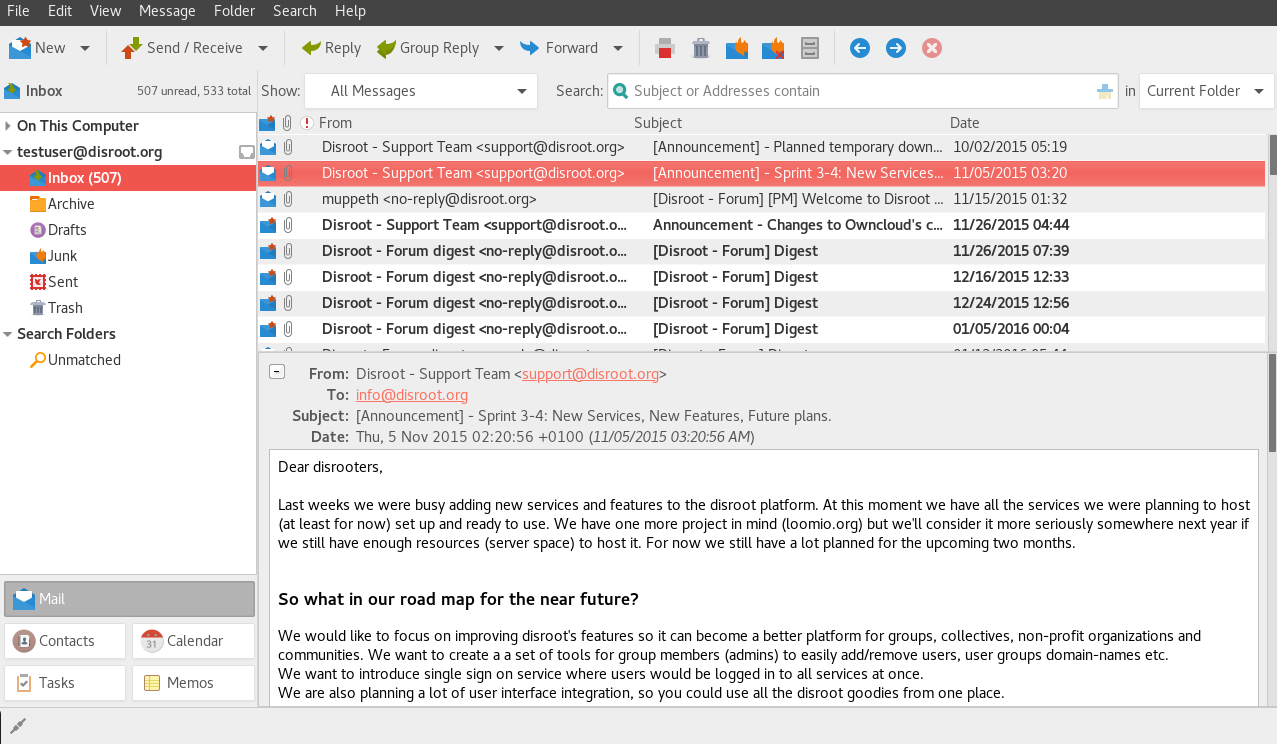 File Edit View Message Folder Search Help
New Send / Receive Reply Group Reply Forward
Inbox 507 unread, 533 total Show: All Messages Search: Subject or Addresses contain in Current Folder
On This Computer
testuser@disroot.org
Inbox (507)
Archive
Drafts
Junk
Sent
Trash
Search Folders
Unmatched
Mail
Contacts Calendar 31
Tasks Memos
From Subject Date
Disroot - Support Team <support@disroot.org> [Announcement] - Planned temporary down... 10/02/2015 05:19
Disroot - Support Team <support@disroot.org> [Announcement] - Sprint 3-4: New Services... 11/05/2015 03:20
muppeth <no-reply@disroot.org> [Disroot - Forum] [PM] Welcome to Disroot ... 11/15/2015 01:32
Disroot - Support Team <support@disroot.o... Announcement - Changes to Owncloud's c... 11/26/2015 04:44
Disroot - Forum digest <no-reply@disroot.o... [Disroot - Forum] Digest 11/26/2015 07:39
Disroot - Forum digest <no-reply@disroot.o... [Disroot - Forum] Digest 12/16/2015 12:33
Disroot - Forum digest <no-reply@disroot.o... [Disroot - Forum] Digest 12/24/2015 12:56
Disroot - Forum digest <no-reply@disroot.o... [Disroot - Forum] Digest 01/05/2016 00:04
From: Disroot - Support Team <support@disroot.org>
To: info@disroot.org
Subject: [Announcement] - Sprint 3-4: New Services, New Features, Future plans.
Date: Thu, 5 Nov 2015 02:20:56 +0100 (11/05/2015 03:20:56 AM)
Dear disrooters,
Last weeks we were busy adding new services and features to the disroot platform. At this moment we have all the services we were planning to host
(at least for now) set up and ready to use. We have one more project in mind (loomio.org) but we'll consider it more seriously somewhere next year if
we still have enough resources (server space) to host it. For now we still have a lot planned for the upcoming two months.
So what in our road map for the near future?
We would like to focus on improving disroot's features so it can become a better platform for groups, collectives, non-profit organizations and
communities. We want to create a a set of tools for group members (admins) to easily add/remove users, user groups domain-names etc.
We want to introduce single sign on service where users would be logged in to all services at once.
We are also planning a lot of user interface integration, so you could use all the disroot goodies from one place.